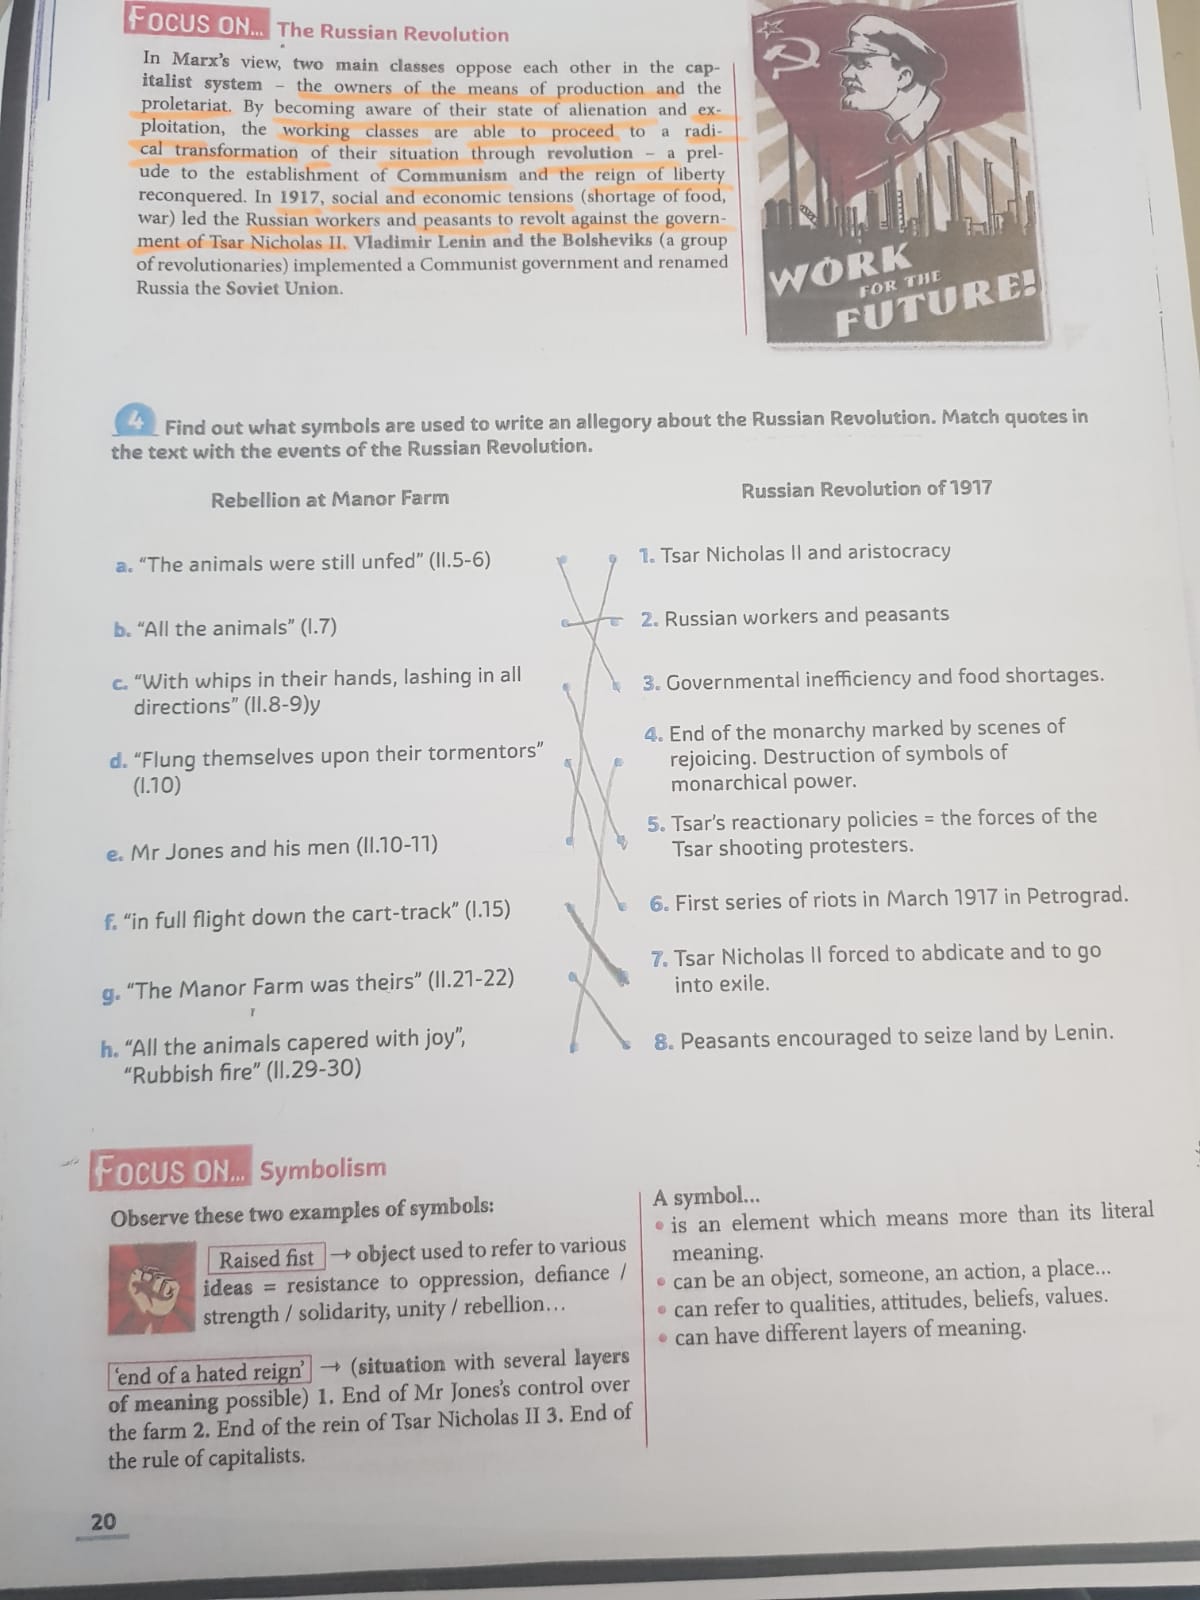 FOCUS ON... The Russian Revolution
In Marx's view, two main classes oppose each other in the cap-
italist system – the owners of the means of production and the
proletariat. By becoming aware of their state of alienation and ex-
ploitation, the working classes are able to proceed to a radi-
cal transformation of their situation through revolution – a prel-
ude to the establishment of Communism and the reign of liberty
reconquered. In 1917, social and economic tensions (shortage of food,
war) led the Russian workers and peasants to revolt against the govern-
ment of Tsar Nicholas II. Vladimir Lenin and the Bolsheviks (a group
of revolutionaries) implemented a Communist government and renamed
Russia the Soviet Union.
WORK
FOR THE
FUTURE!
4 Find out what symbols are used to write an allegory about the Russian Revolution. Match quotes in
the text with the events of the Russian Revolution.
Rebellion at Manor Farm
a. “The animals were still unfed” (ll.5-6)
b. “All the animals” (l.7)
c. “With whips in their hands, lashing in all
directions” (ll.8-9)y
d. “Flung themselves upon their tormentors”
(l.10)
e. Mr Jones and his men (ll.10-11)
f. “in full flight down the cart-track” (l.15)
g. “The Manor Farm was theirs” (ll.21-22)
h. “All the animals capered with joy”,
“Rubbish fire” (ll.29-30)
Russian Revolution of 1917
1. Tsar Nicholas II and aristocracy
2. Russian workers and peasants
3. Governmental inefficiency and food shortages.
4. End of the monarchy marked by scenes of
rejoicing. Destruction of symbols of
monarchical power.
5. Tsar's reactionary policies = the forces of the
Tsar shooting protesters.
6. First series of riots in March 1917 in Petrograd.
7. Tsar Nicholas II forced to abdicate and to go
into exile.
8. Peasants encouraged to seize land by Lenin.
FOCUS ON... Symbolism
Observe these two examples of symbols:
Raised fist → object used to refer to various
ideas = resistance to oppression, defiance /
strength / solidarity, unity / rebellion…
‘end of a hated reign’ → (situation with several layers
of meaning possible) 1. End of Mr Jones's control over
the farm 2. End of the rein of Tsar Nicholas II 3. End of
the rule of capitalists.
A symbol...
• is an element which means more than its literal
meaning.
• can be an object, someone, an action, a place...
• can refer to qualities, attitudes, beliefs, values.
• can have different layers of meaning.
20